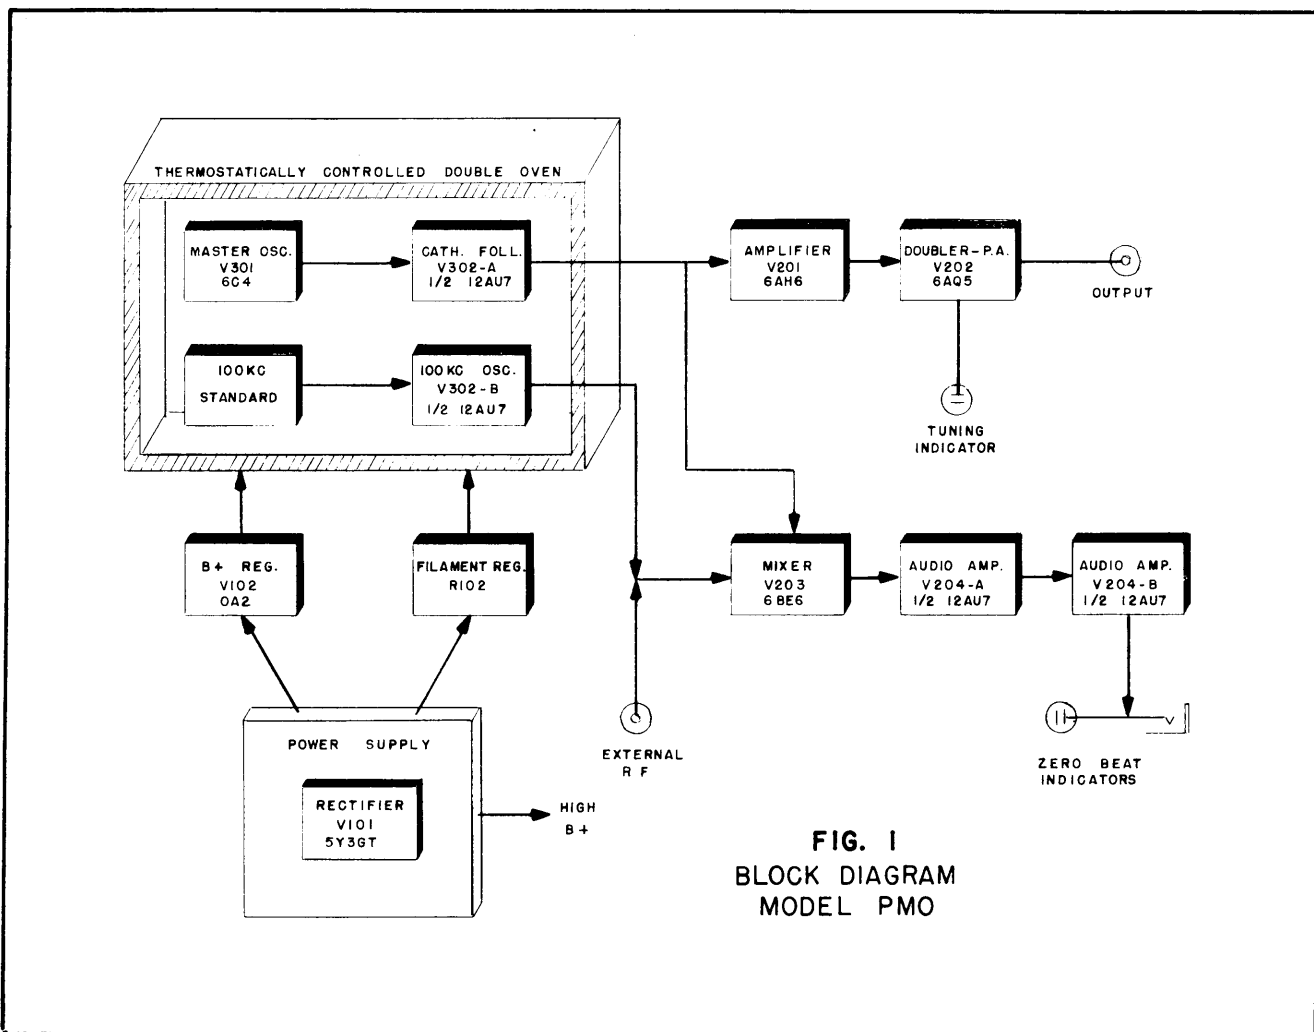 THERMOSTATICALLY CONTROLLED DOUBLE OVEN
MASTER OSC.
V301
6C4
CATH. FOLL.
V302-A
1/2 12AU7
AMPLIFIER
V201
6AH6
DOUBLER-P.A.
V202
6AQ5
OUTPUT
100KC
STANDARD
100KC OSC.
V302-B
1/2 12AU7
TUNING
INDICATOR
B+ REG.
V102
0A2
FILAMENT REG.
R102
MIXER
V203
6BE6
AUDIO AMP.
V204-A
1/2 12AU7
AUDIO AMP.
V204-B
1/2 12AU7
POWER SUPPLY
RECTIFIER
V101
5Y3GT
HIGH
B+
EXTERNAL
RF
ZERO BEAT
INDICATORS
FIG. 1
BLOCK DIAGRAM
MODEL PMO